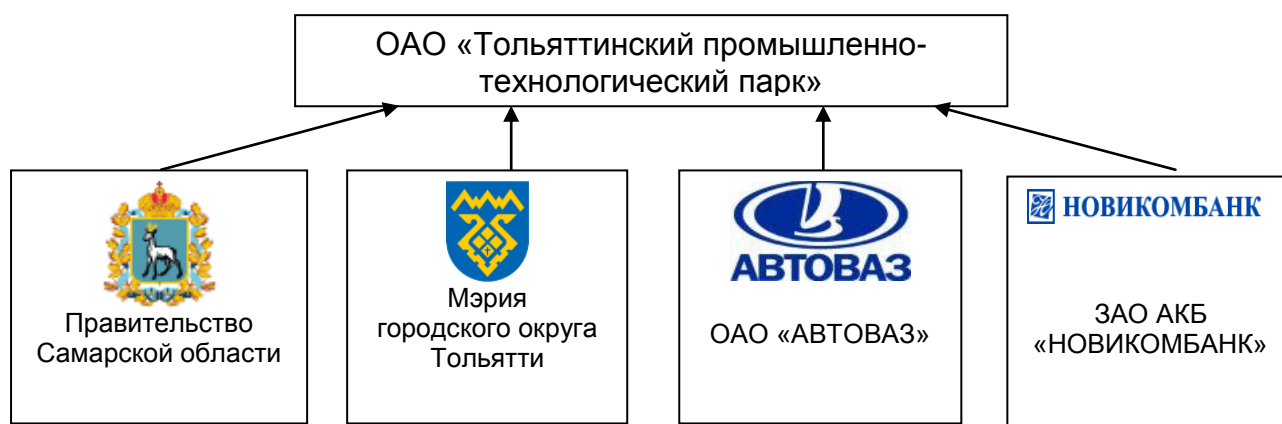 ОАО «Тольяттинский промышленно-
технологический парк»
Правительство
Самарской области
Мэрия
городского округа
Тольятти
АВТОВАЗ
ОАО «АВТОВАЗ»
НОВИКОМБАНК
ЗАО АКБ
«НОВИКОМБАНК»